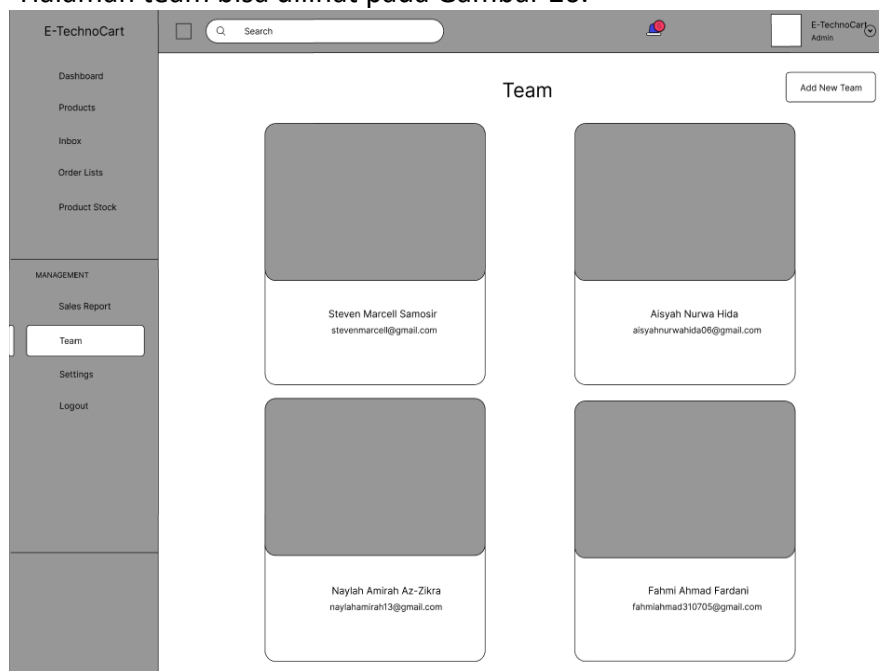 Halaman team bisa dilihat pada Gambar 26.
E-TechnoCart
Search
E-TechnoCart
Admin
Dashboard
Products
Inbox
Order Lists
Product Stock
MANAGEMENT
Sales Report
Team
Settings
Logout
Team
Add New Team
Steven Marcell Samosir
stevenmarcell@gmail.com
Aisyah Nurwa Hida
aisyahnurwahida06@gmail.com
Naylah Amirah Az-Zikra
naylahamirah13@gmail.com
Fahmi Ahmad Fardani
fahmiahmad310705@gmail.com